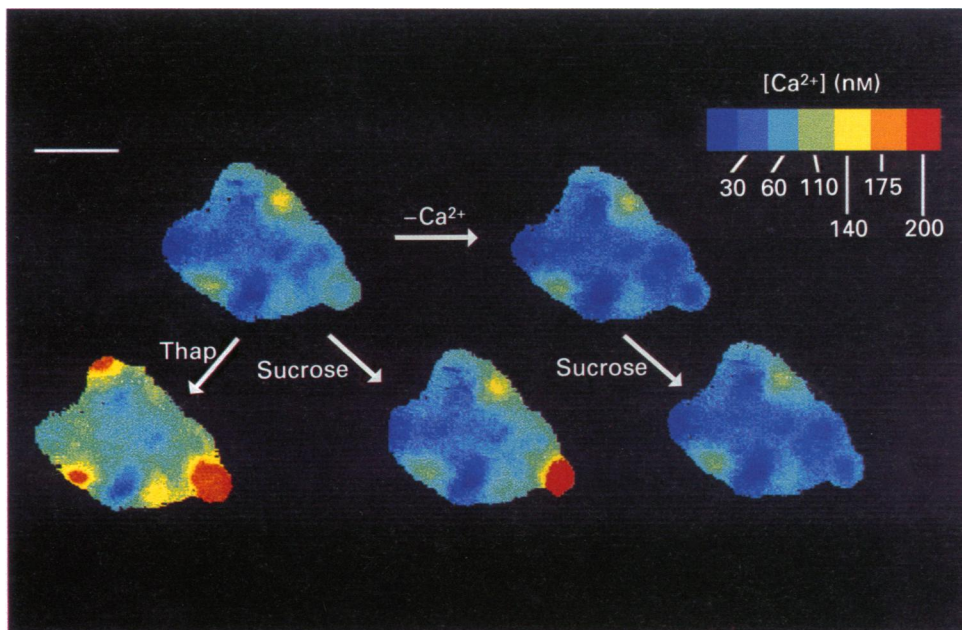 [Ca²⁺] (nM)
30 60 110 175
140 200
–Ca²⁺
Thap
Sucrose
Sucrose